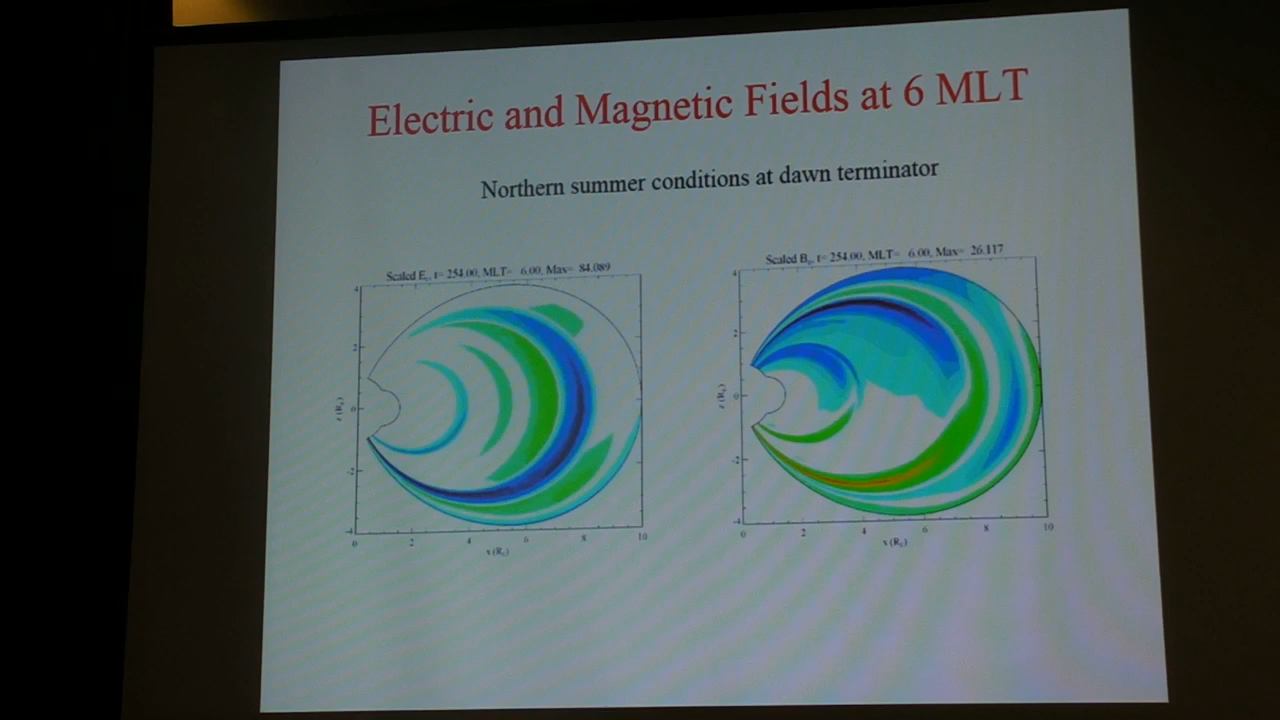 Electric and Magnetic Fields at 6 MLT
Northern summer conditions at dawn terminator
Scaled E, t= 254.00, MLT= 6.00, Max= 84.089
4
2
0
-2
-4
z (R
0
2
4
6
8
10
x (R
Scaled B, t= 254.00, MLT= 6.00, Max= 26.117
4
2
0
-2
-4
z (R
0
2
4
6
8
10
x (R